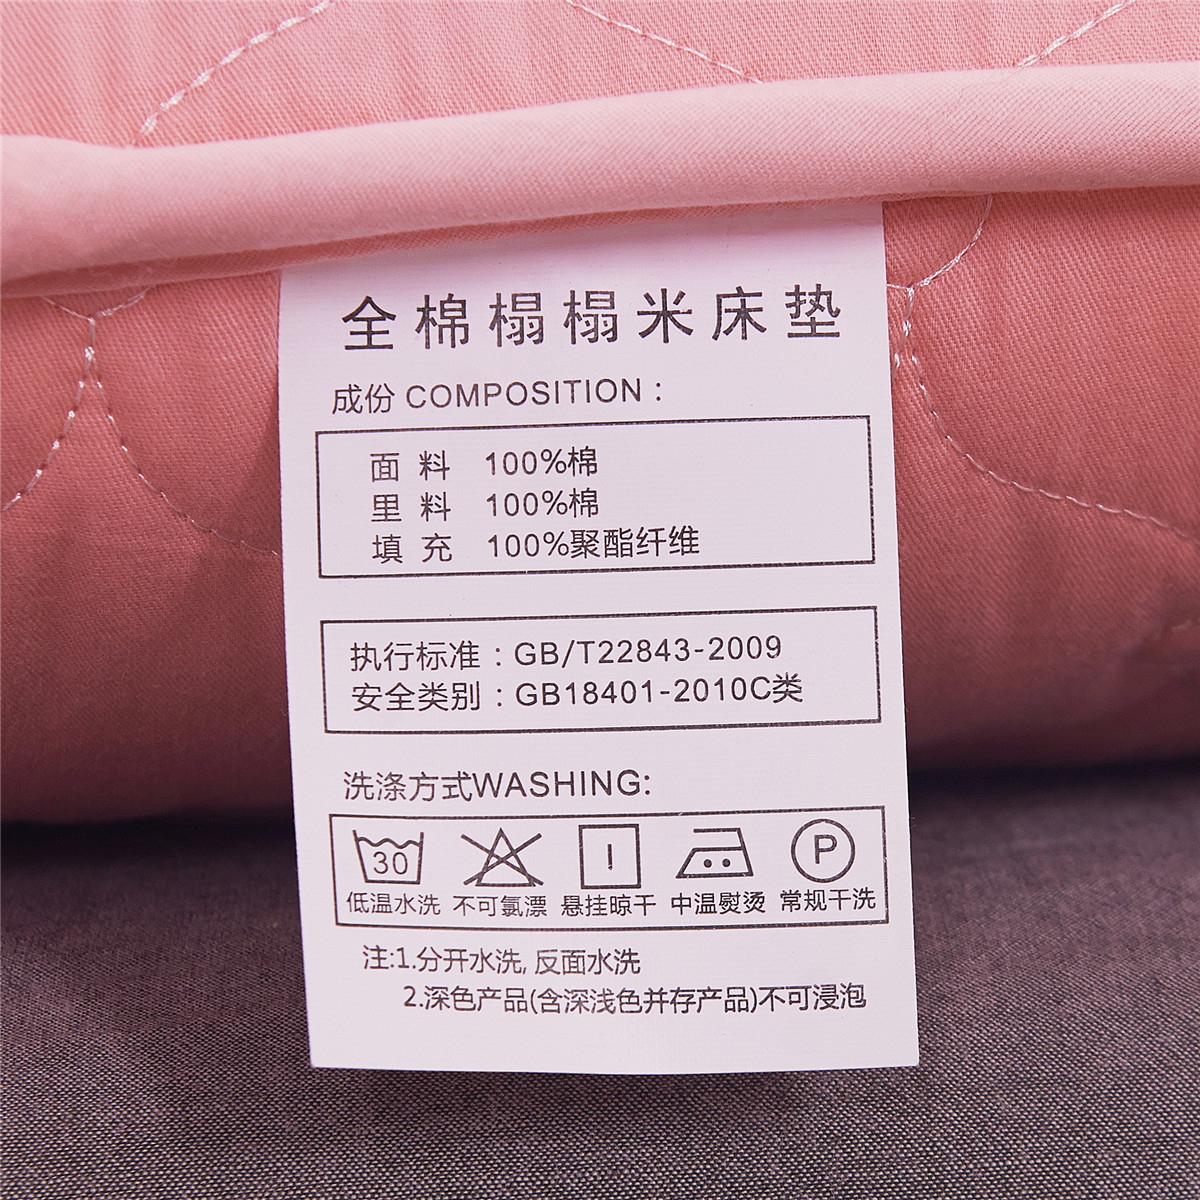 全棉榻榻米床垫
成份 COMPOSITION：
面 料 100%棉
里 料 100%棉
填 充 100%聚酯纤维
执行标准：GB/T22843-2009
安全类别：GB18401-2010C类
洗涤方式WASHING:
30 P
低温水洗 不可氯漂 悬挂晾干 中温熨烫 常规干洗
注:1.分开水洗, 反面水洗
2.深色产品(含深浅色并存产品)不可浸泡